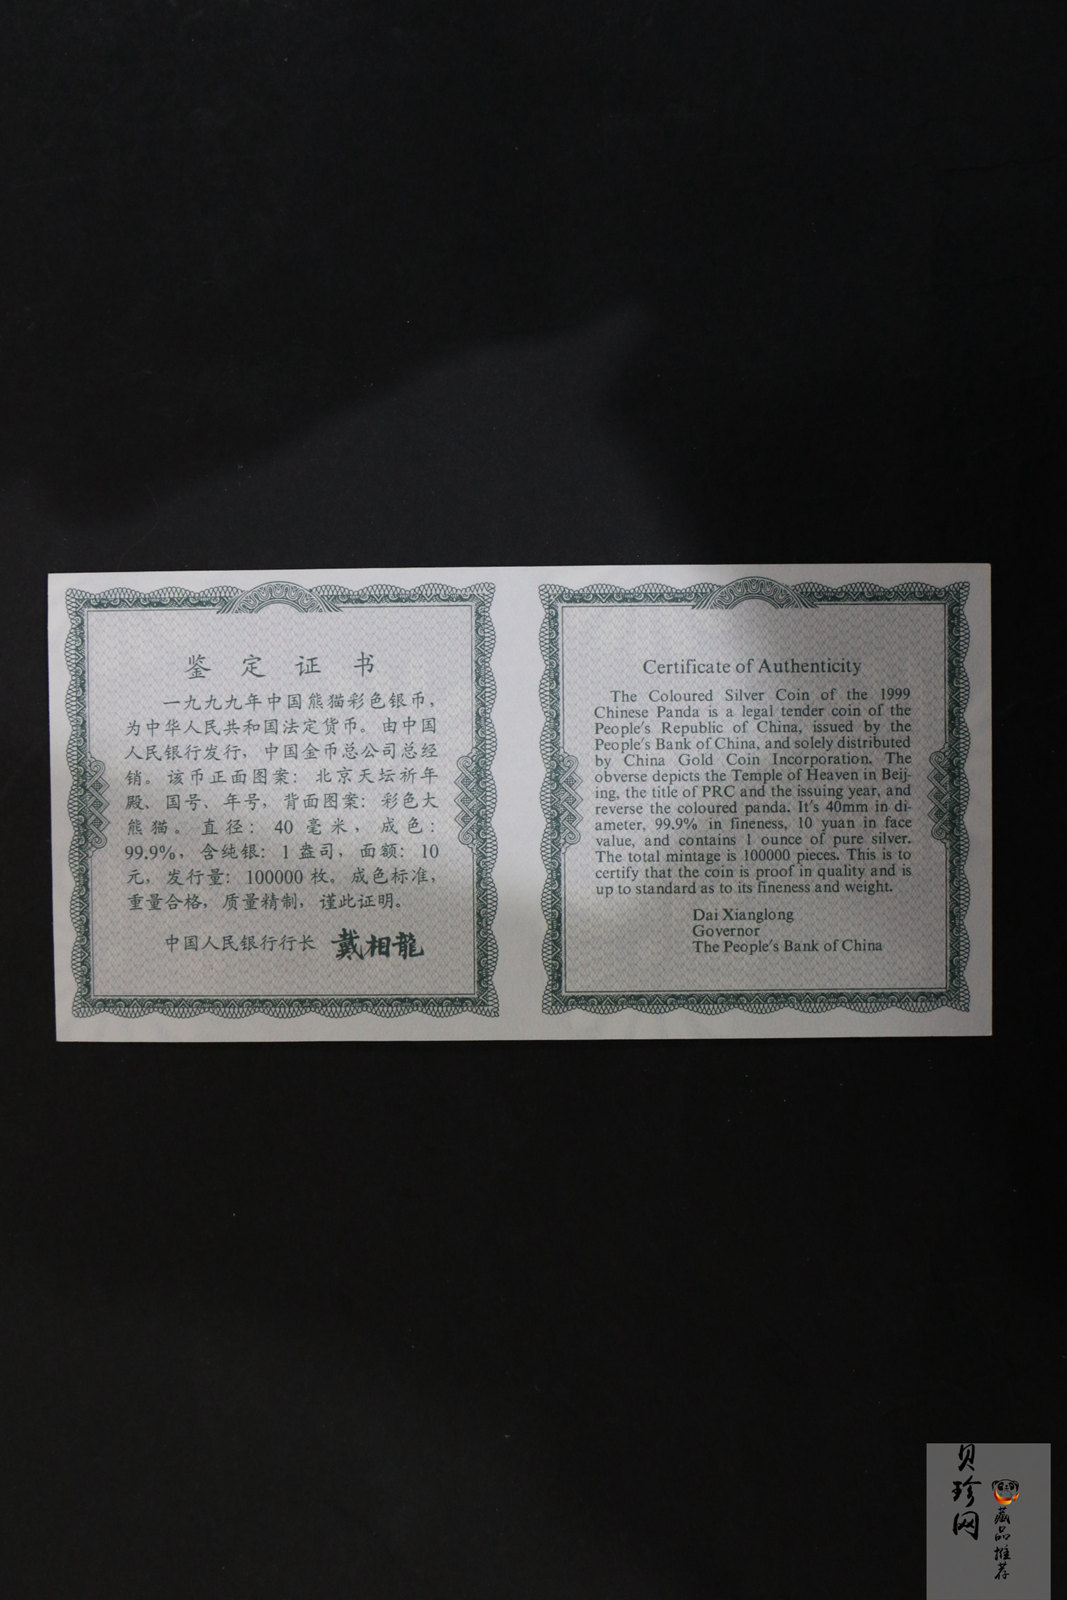 鉴定证书
一九九九年中国熊猫彩色银币,
为中华人民共和国法定货币。由中国
人民银行发行,中国金币总公司总经
销。该币正面图案:北京天坛祈年
殿、国号、年号,背面图案:彩色大
熊猫。直径:40毫米,成色:
99.9%,含纯银:1盎司,面额:10
元,发行量:100000枚。成色标准,
重量合格,质量精制,谨此证明。
中国人民银行行长 戴相龍
Certificate of Authenticity
The Coloured Silver Coin of the 1999
Chinese Panda is a legal tender coin of the
People's Republic of China, issued by the
People's Bank of China, and solely distributed
by China Gold Coin Incorporation. The
obverse depicts the Temple of Heaven in Beij-
ing, the title of PRC and the issuing year, and
reverse the coloured panda. It's 40mm in di-
ameter, 99.9% in fineness, 10 yuan in face
value, and contains 1 ounce of pure silver.
The total mintage is 100000 pieces. This is to
certify that the coin is proof in quality and is
up to standard as to its fineness and weight.
Dai Xianglong
Governor
The People's Bank of China
贝珍网
藏品推荐